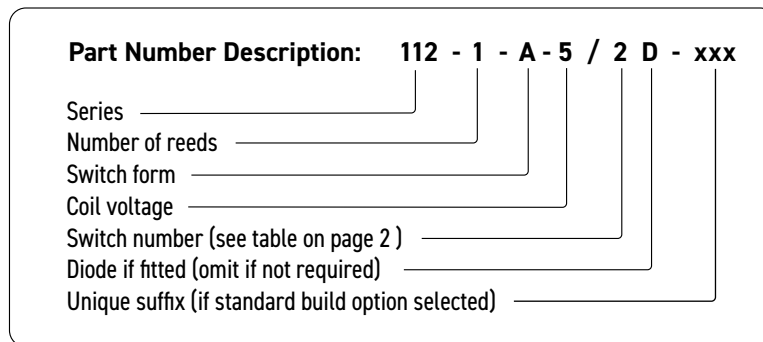 Part Number Description: 112 - 1 - A - 5 / 2 D - xxx
Series
Number of reeds
Switch form
Coil voltage
Switch number (see table on page 2 )
Diode if fitted (omit if not required)
Unique suffix (if standard build option selected)